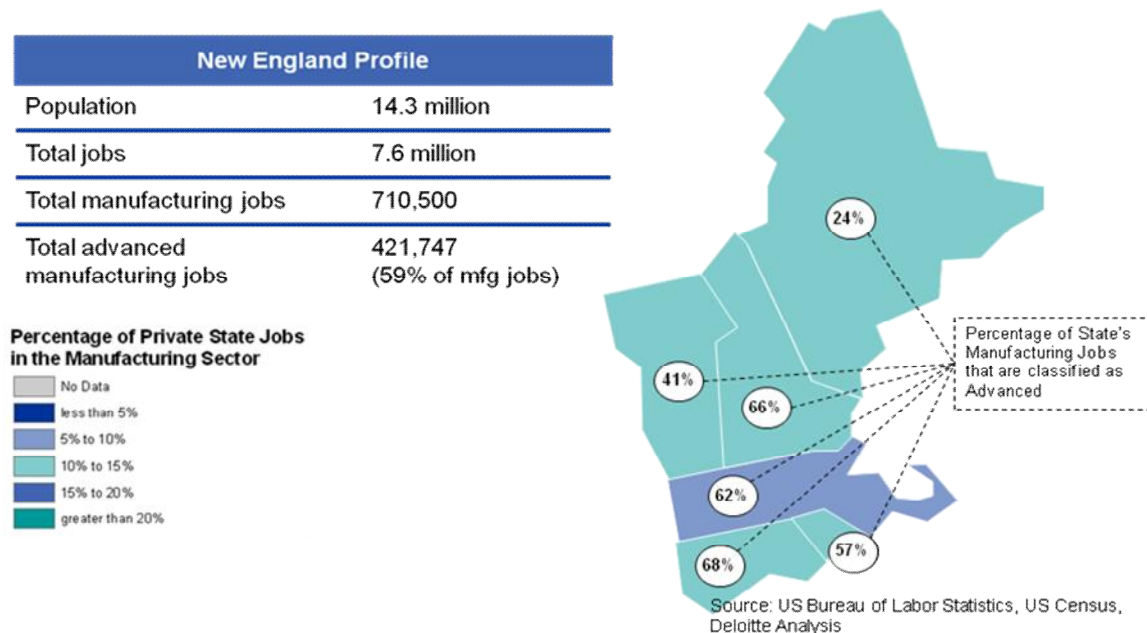 New England Profile
Population 14.3 million
Total jobs 7.6 million
Total manufacturing jobs 710,500
Total advanced 421,747
manufacturing jobs (59% of mfg jobs)
Percentage of Private State Jobs
in the Manufacturing Sector
No Data
less than 5%
5% to 10%
10% to 15%
15% to 20%
greater than 20%
24%
41%
66%
62%
68%
57%
Percentage of State's
Manufacturing Jobs
that are classified as
Advanced
Source: US Bureau of Labor Statistics, US Census,
Deloitte Analysis